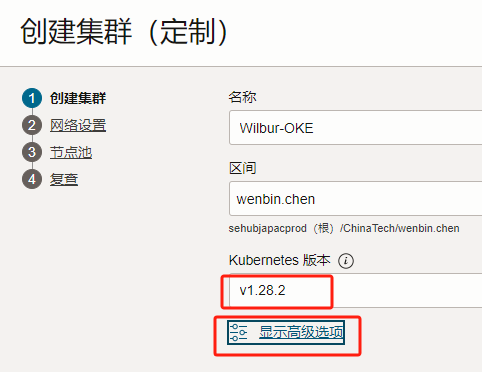 创建集群（定制）
1 创建集群
2 网络设置
3 节点池
4 复查
名称
Wilbur-OKE
区间
wenbin.chen
sehubjapacprod（根）/ChinaTech/wenbin.chen
Kubernetes 版本 i
v1.28.2
显示高级选项